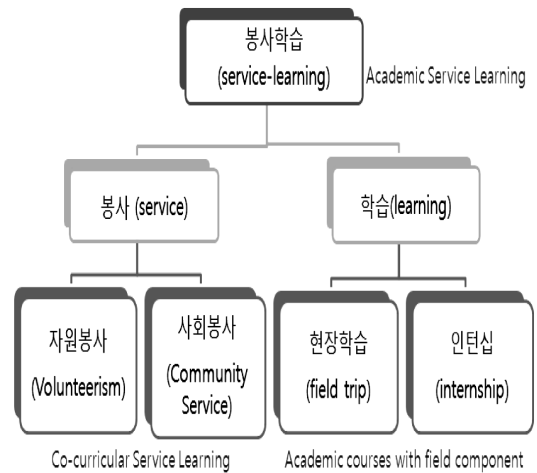 봉사학습
(service-learning)
Academic Service Learning
봉사 (service)
학습(learning)
자원봉사
(Volunteerism)
사회봉사
(Community
Service)
현장학습
(field trip)
인턴십
(internship)
Co-curricular Service Learning
Academic courses with field component